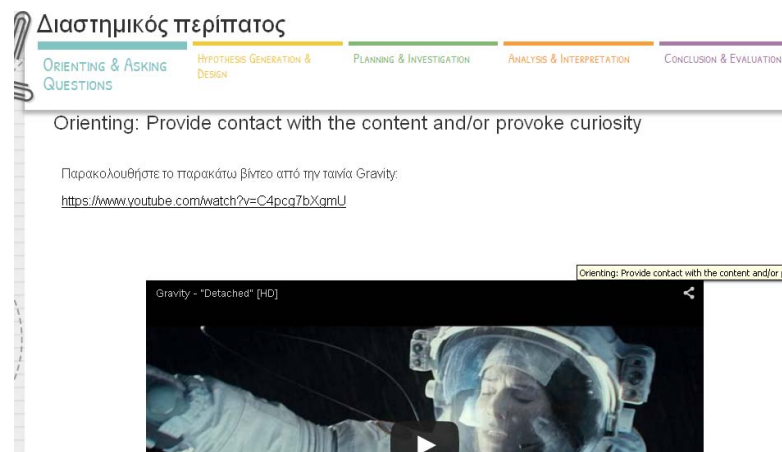 Διαστημικός περίπατος
Orienting & Asking Questions
Hypothesis Generation & Design
Planning & Investigation
Analysis & Interpretation
Conclusion & Evaluation
Orienting: Provide contact with the content and/or provoke curiosity
Παρακολουθήστε το παρακάτω βίντεο από την ταινία Gravity:
https://www.youtube.com/watch?v=C4pcg7bXgmU
Orienting: Provide contact with the content and/or
Gravity - "Detached" [HD]